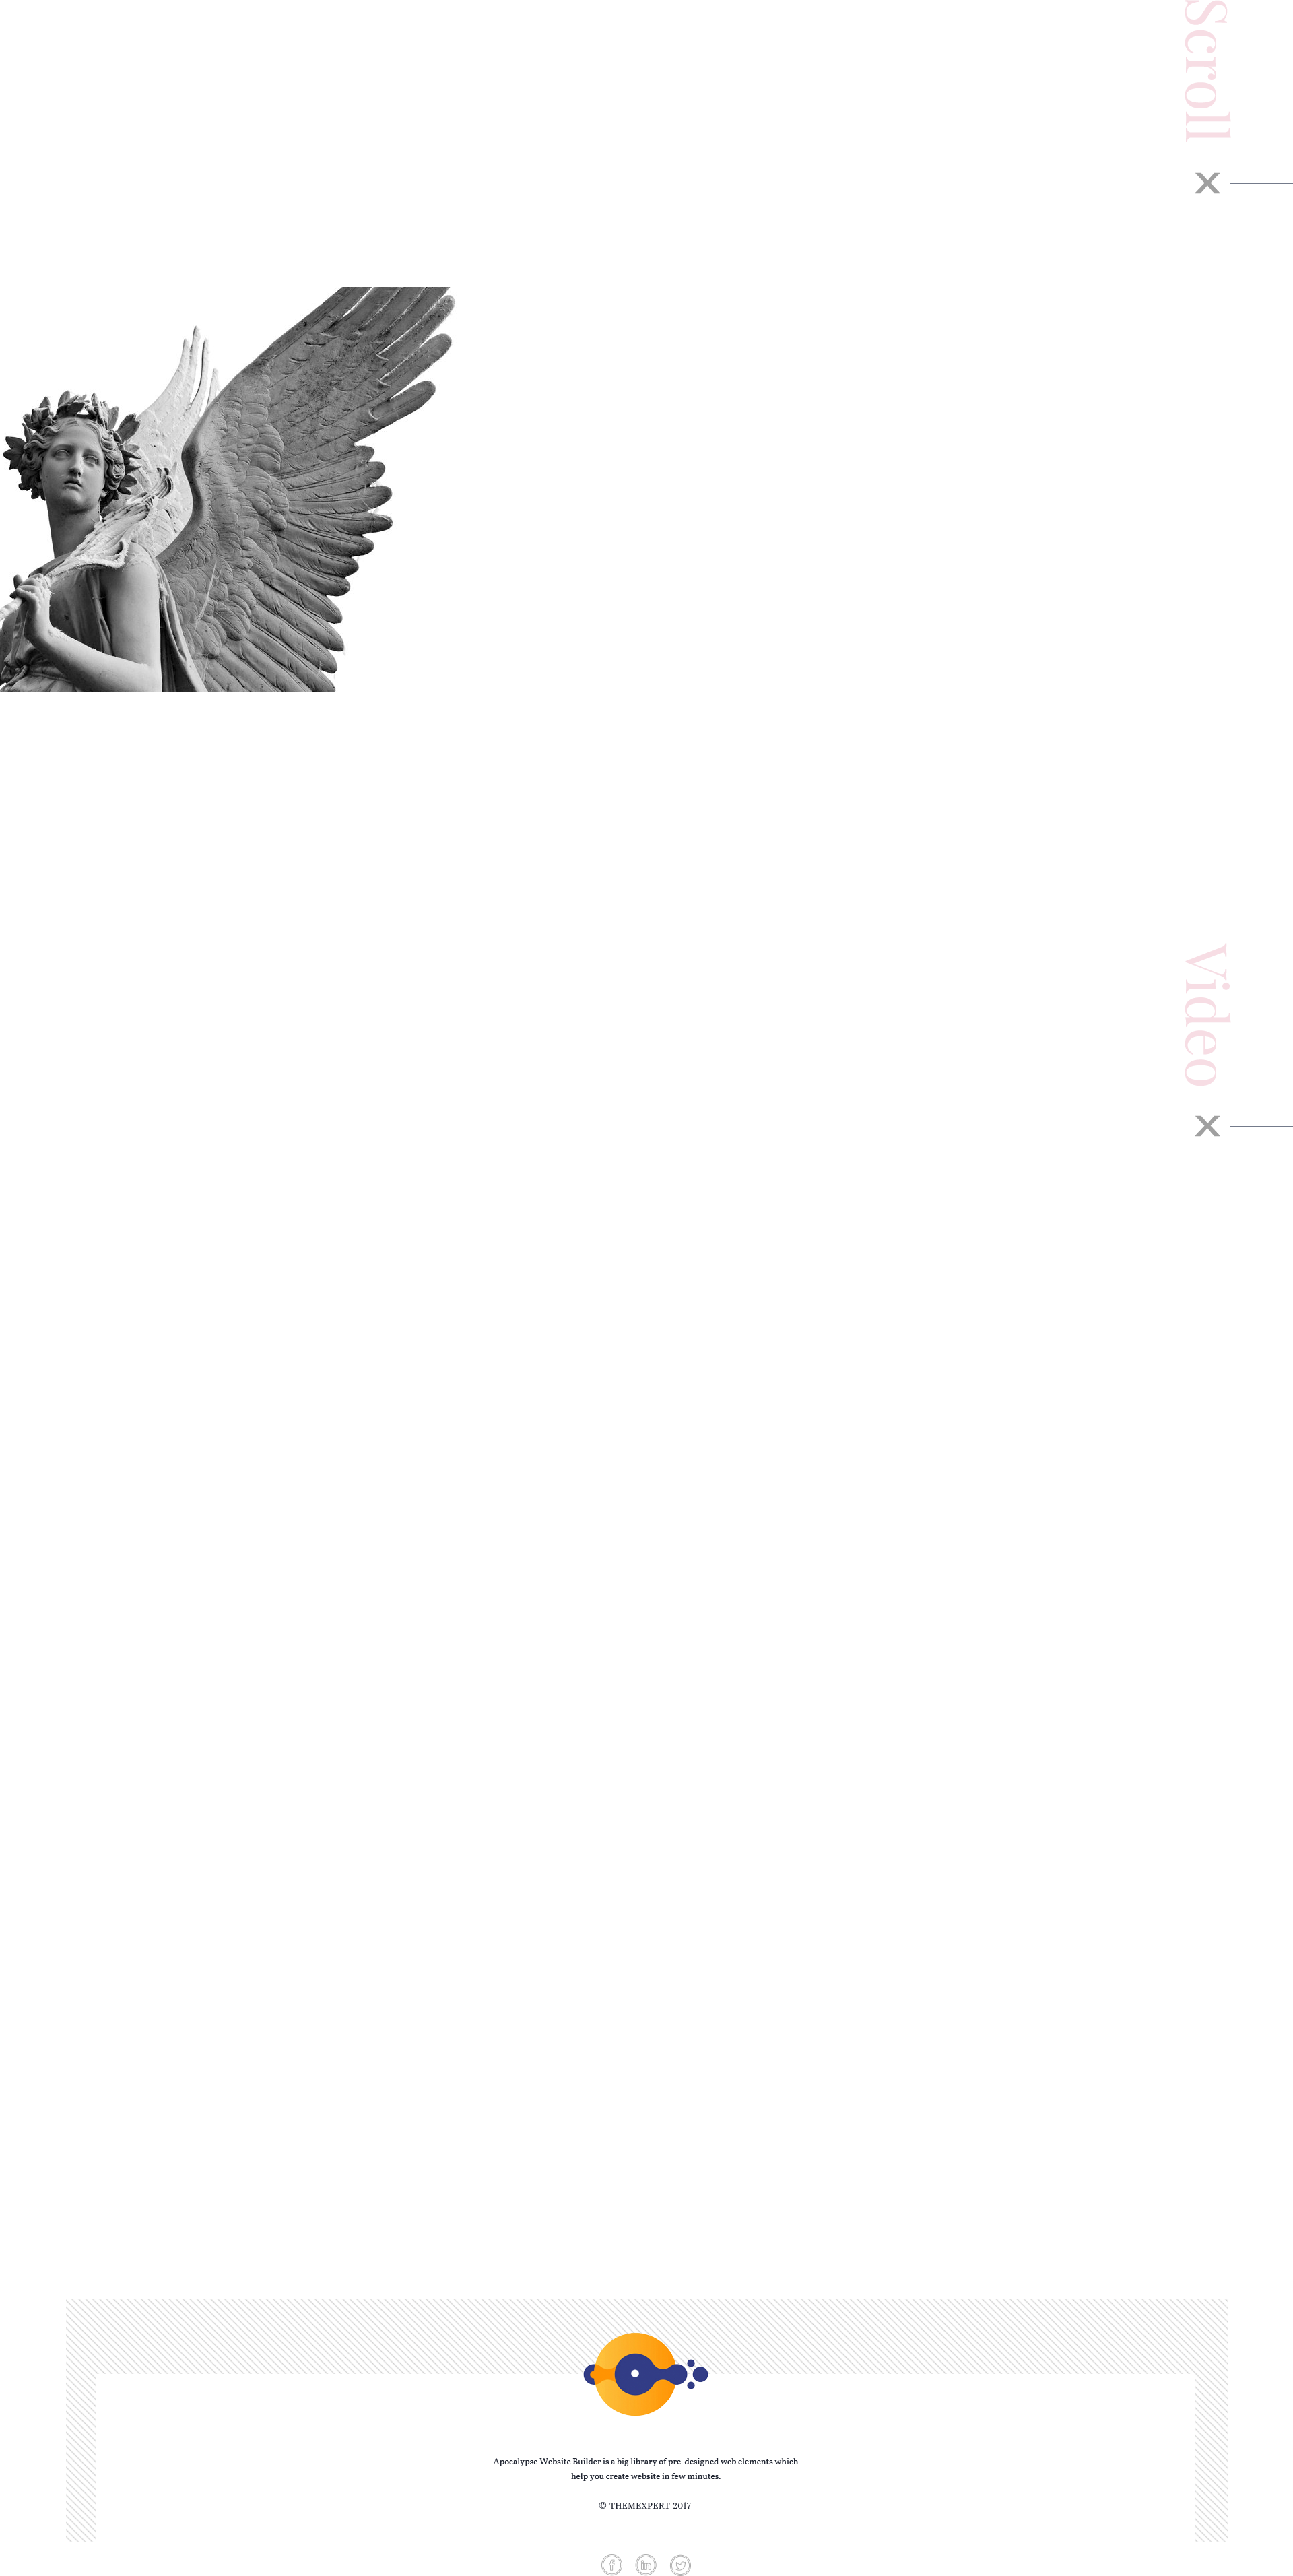 Scroll
X
Video
X
Apocalypse Website Builder is a big library of pre-designed web elements which
help you create website in few minutes.
© THEMEXPERT 2017